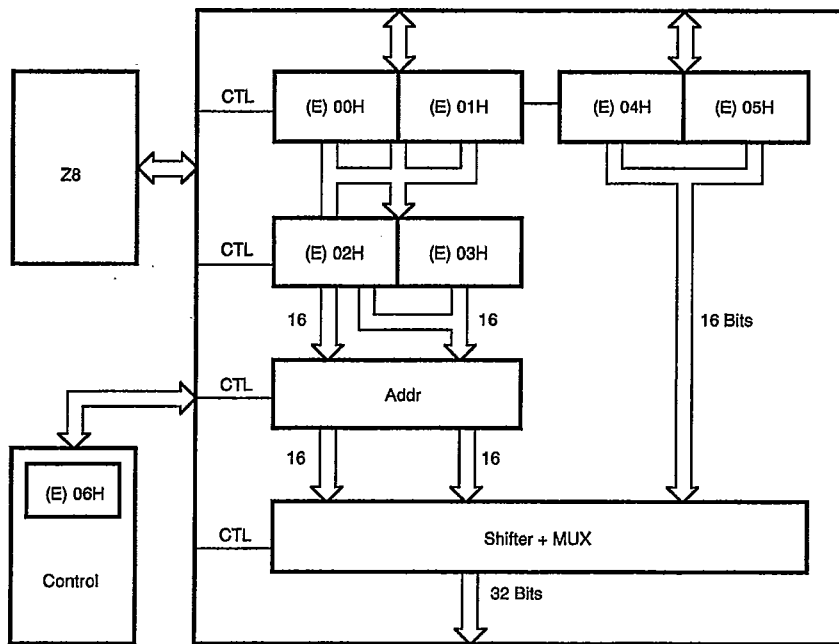 CTL
(E) 00H
(E) 01H
(E) 04H
(E) 05H
Z8
CTL
(E) 02H
(E) 03H
16
16
16 Bits
CTL
Addr
16
16
(E) 06H
Control
CTL
Shifter + MUX
32 Bits